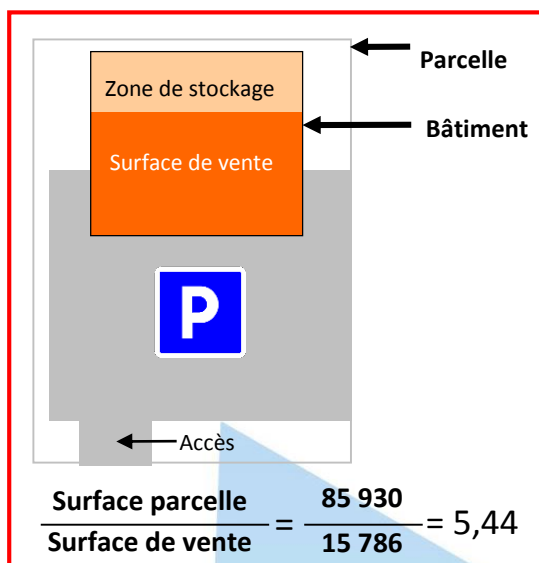 Parcelle
Zone de stockage
Bâtiment
Surface de vente
P
Accès
Surface parcelle = 85 930 = 5,44
Surface de vente 15 786